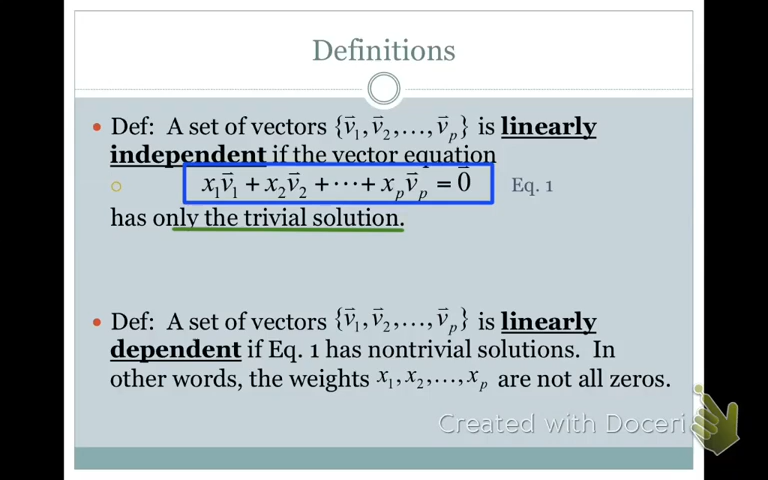 Definitions
• Def: A set of vectors {v⃗₁, v⃗₂, …, v⃗ₚ} is linearly
independent if the vector equation
x₁v⃗₁ + x₂v⃗₂ + ⋯ + xₚv⃗ₚ = 0⃗ Eq. 1
has only the trivial solution.
• Def: A set of vectors {v⃗₁, v⃗₂, …, v⃗ₚ} is linearly
dependent if Eq. 1 has nontrivial solutions. In
other words, the weights x₁, x₂, …, xₚ are not all zeros.
Created with Doceri